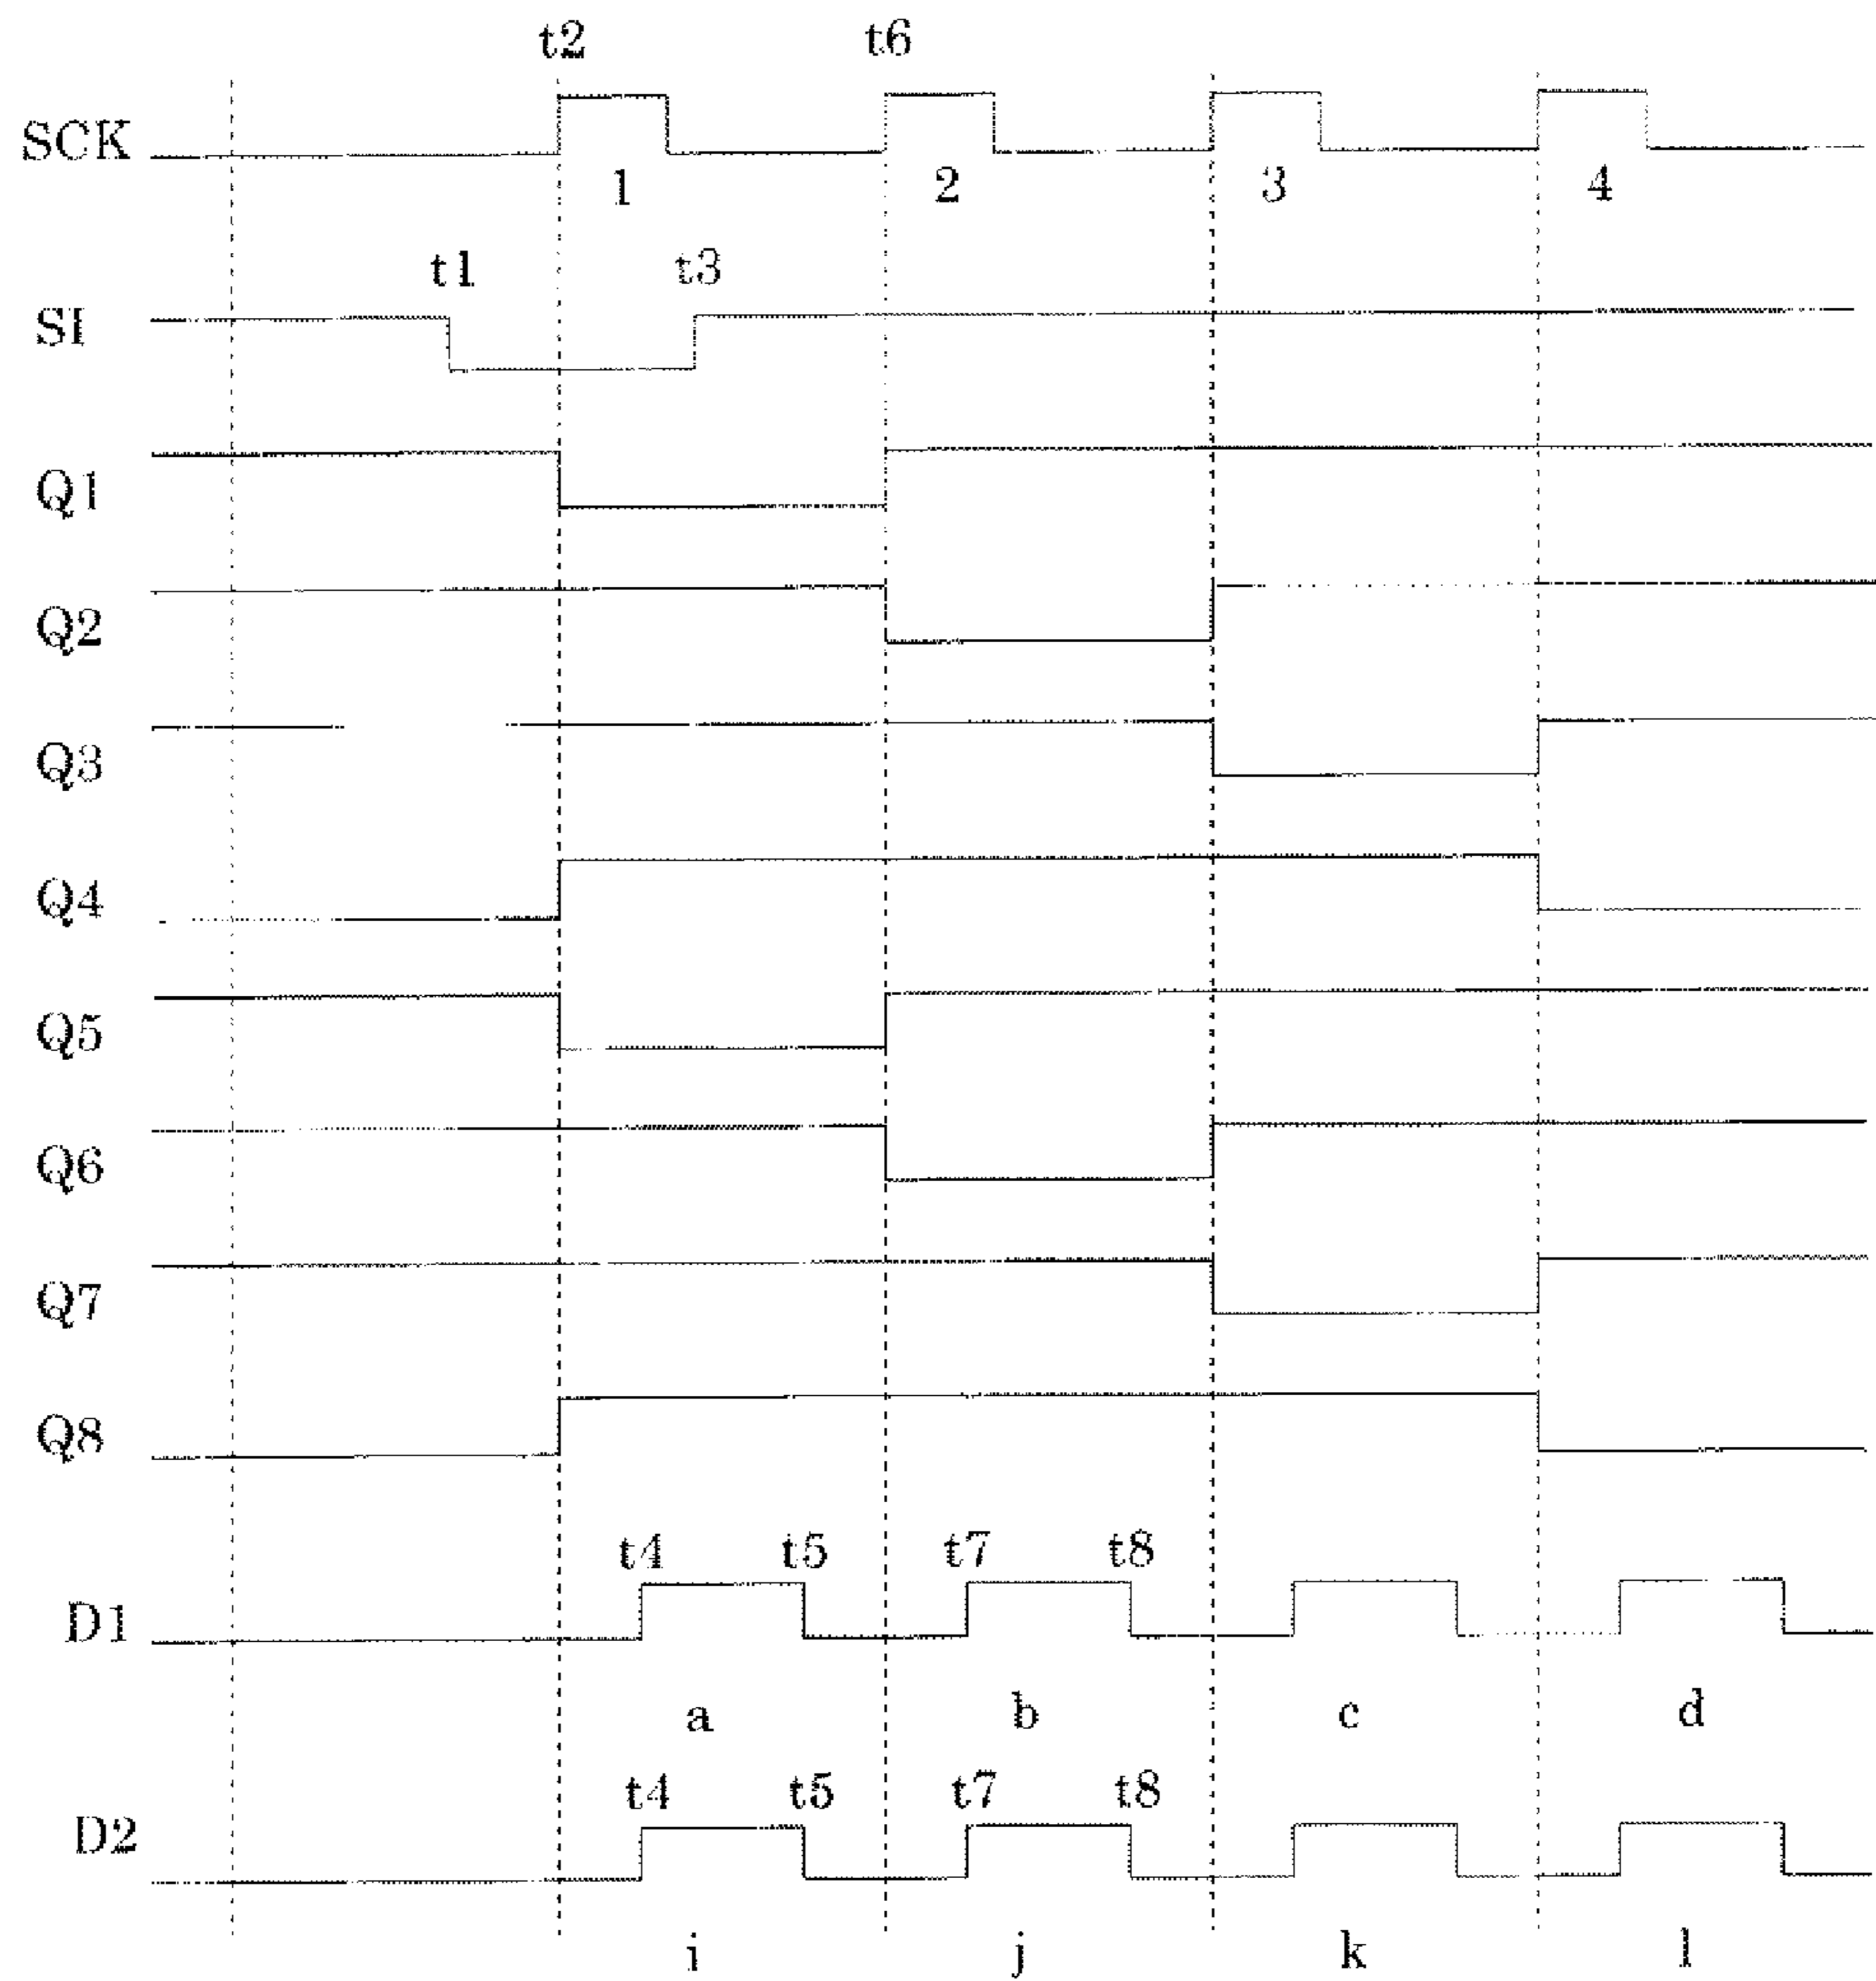 t2 t6
SCK
1 2 3 4
t1 t3
SI
Q1
Q2
Q3
Q4
Q5
Q6
Q7
Q8
t4 t5 t7 t8
D1
a b c d
t4 t5 t7 t8
D2
i j k l